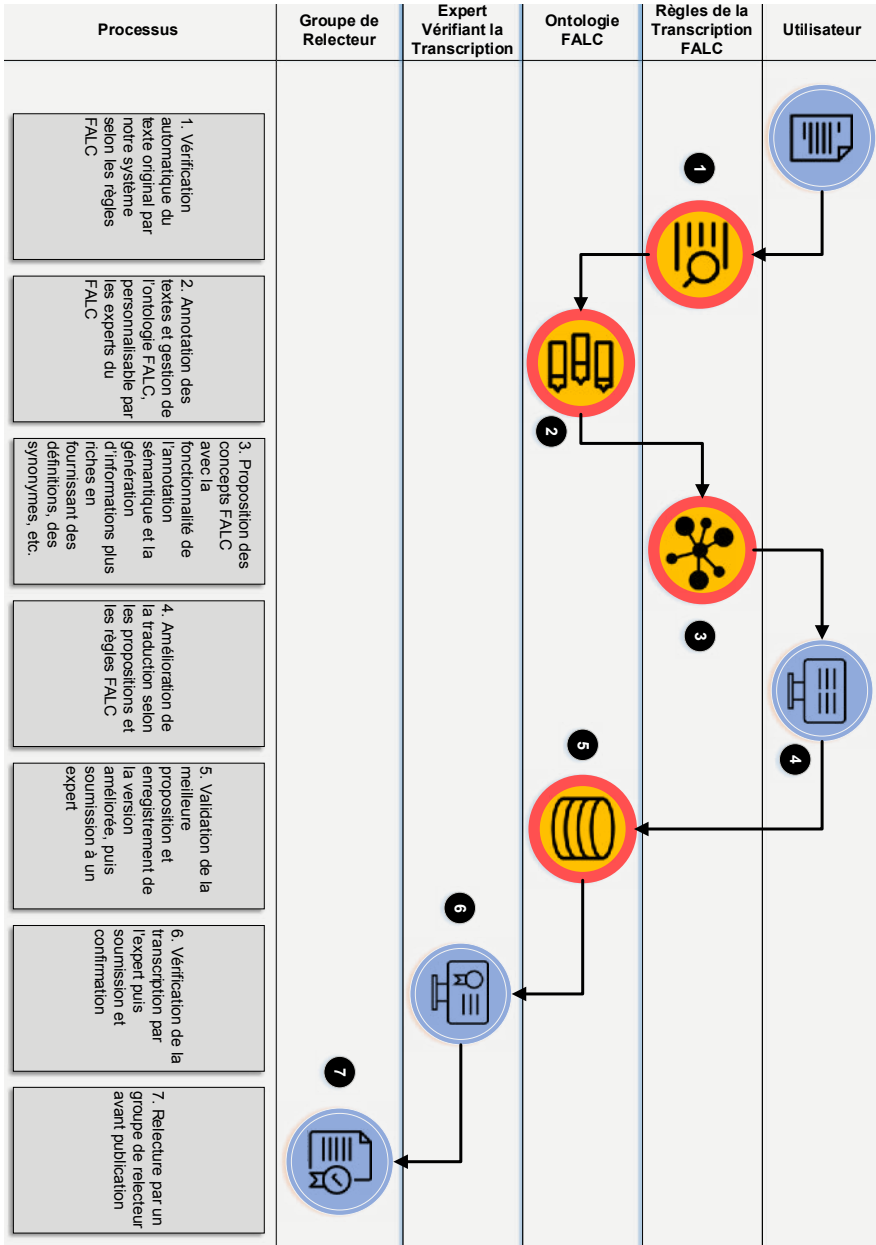 Processus
Groupe de
Relecteur
Expert
Vérifiant la
Transcription
Ontologie
FALC
Règles de la
Transcription
FALC
Utilisateur
1. Vérification
automatique du
texte original par
notre système
selon les règles
FALC
2. Annotation des
textes et gestion de
l'ontologie FALC,
personnalisable par
les experts du
FALC
3. Proposition des
concepts FALC
avec la
fonctionnalité de
l'annotation
sémantique et la
génération
d'informations plus
riches en
fournissant des
définitions, des
synonymes, etc.
4. Amélioration de
la traduction selon
les propositions et
les règles FALC
5. Validation de la
meilleure
proposition et
enregistrement de
la version
améliorée, puis
soumission à un
expert
6. Vérification de la
transcription par
l'expert puis
soumission et
confirmation
7. Relecture par un
groupe de relecteur
avant publication
1
2
3
4
5
6
7